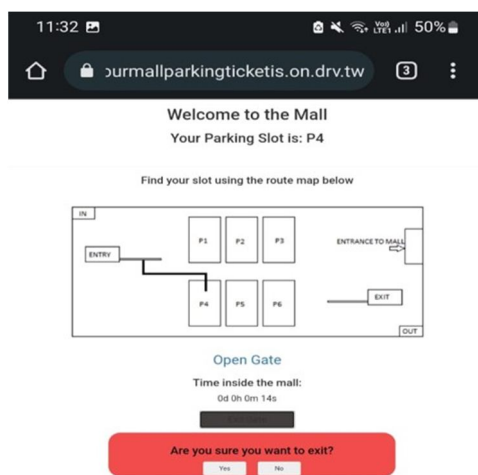 11:32 Vo) LTE1 50%
ourmallparkingticketis.on.drv.tw 3
Welcome to the Mall
Your Parking Slot is: P4
Find your slot using the route map below
IN
P1 P2 P3 ENTRANCE TO MALL
ENTRY
P4 P5 P6 EXIT
OUT
Open Gate
Time inside the mall:
0d 0h 0m 14s
Are you sure you want to exit?
Yes No